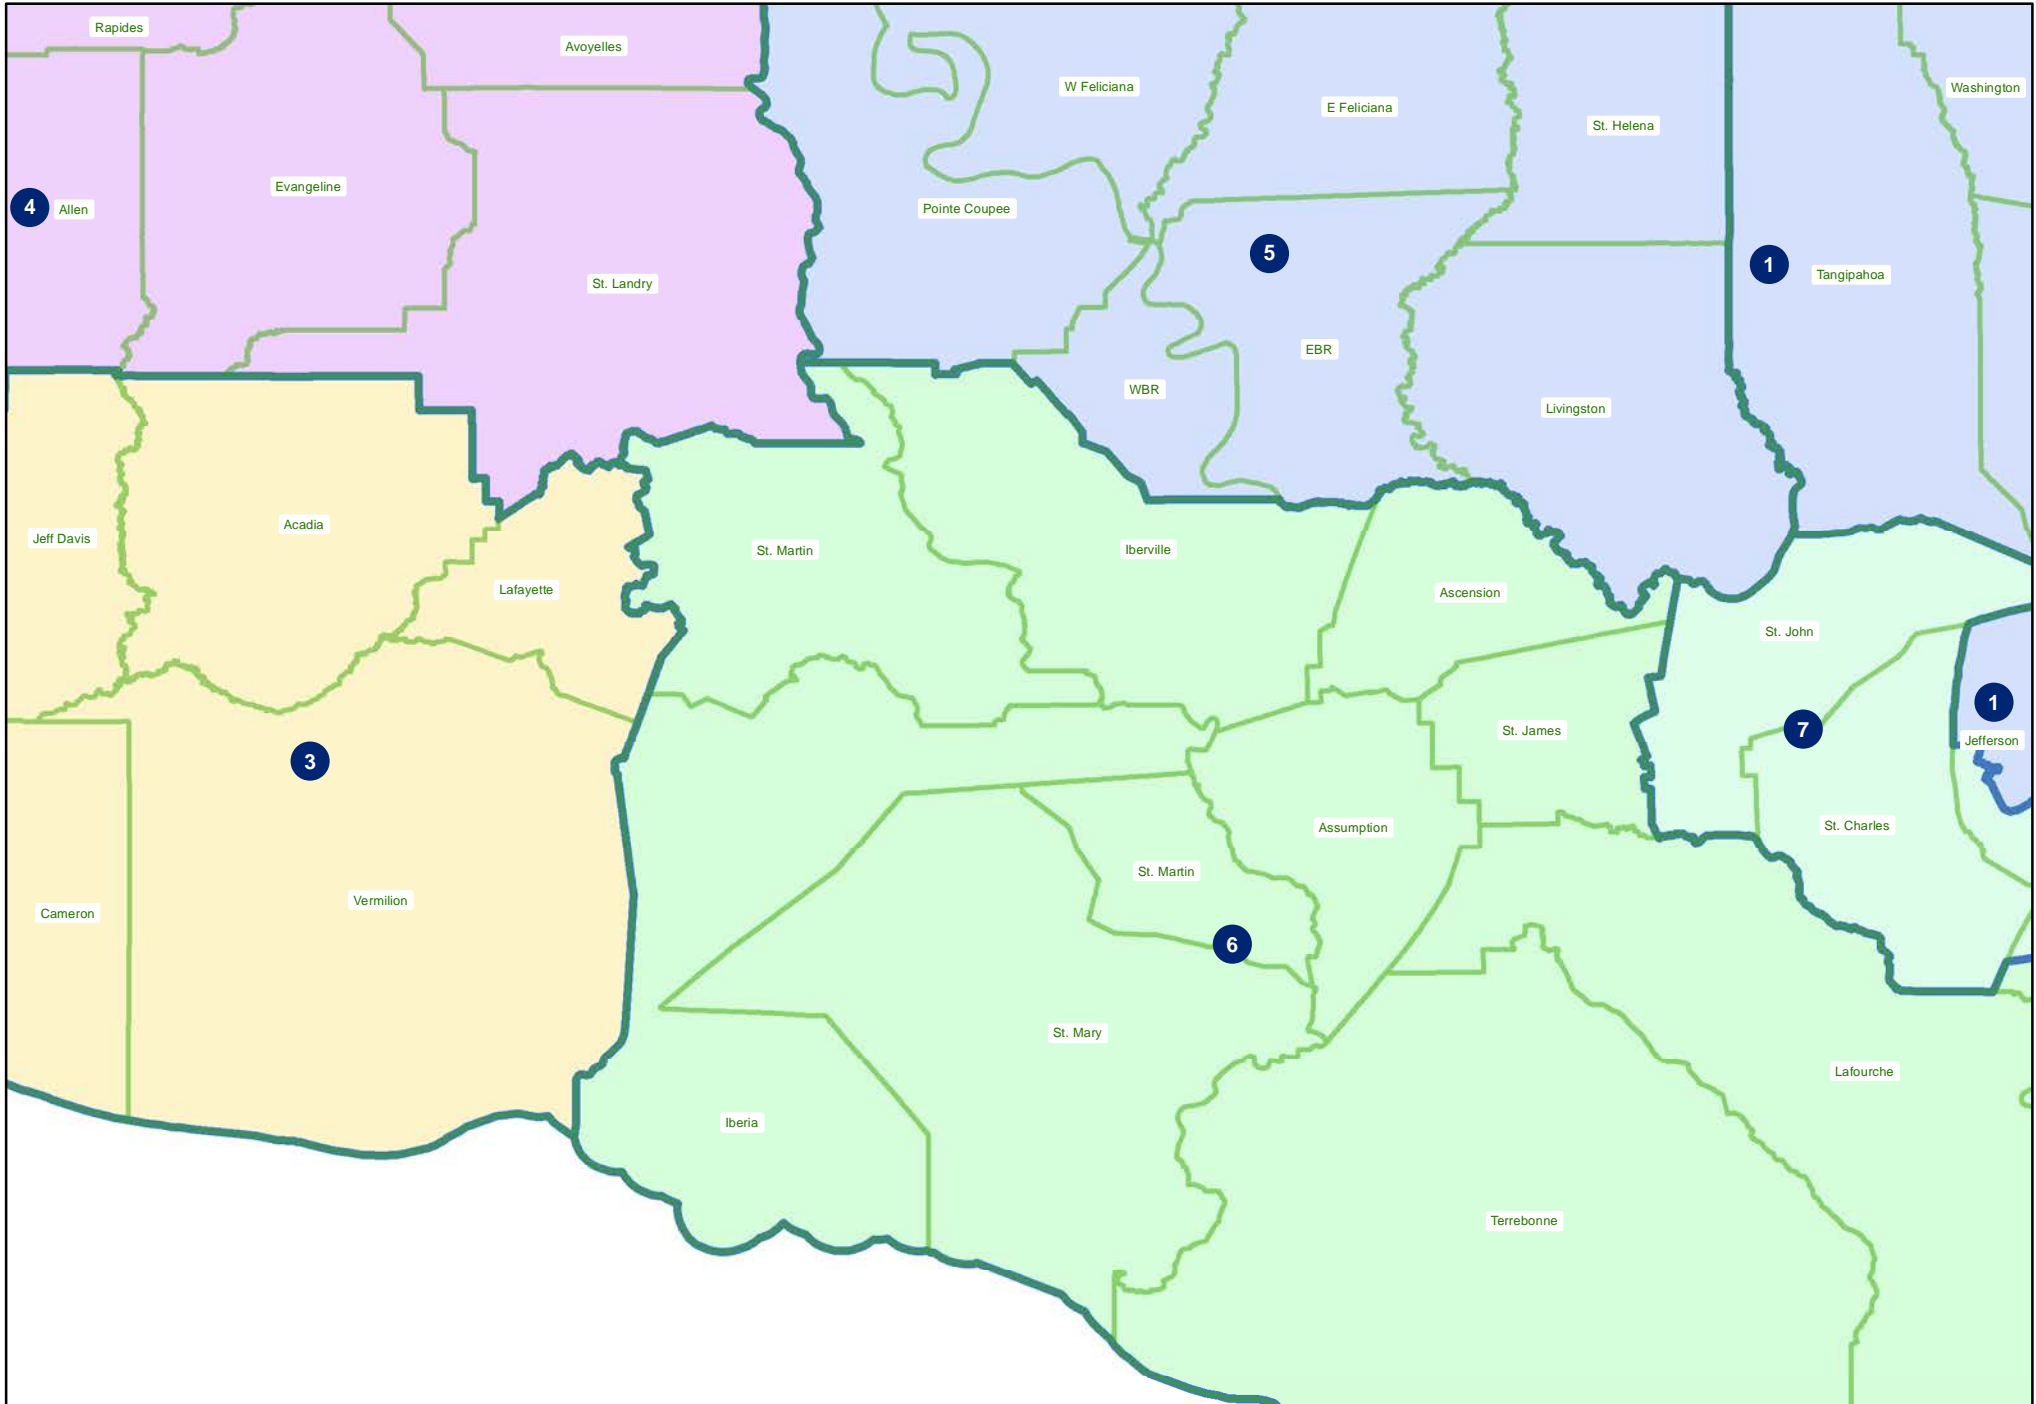 Rapides
Avoyelles
W Feliciana
Washington
E Feliciana
St. Helena
Evangeline
4
Allen
Pointe Coupee
5
1
Tangipahoa
St. Landry
EBR
WBR
Livingston
Acadia
Jeff Davis
St. Martin
Iberville
Lafayette
Ascension
St. John
1
7
St. James
Jefferson
3
St. Charles
Assumption
St. Martin
Vermilion
Cameron
6
St. Mary
Lafourche
Iberia
Terrebonne